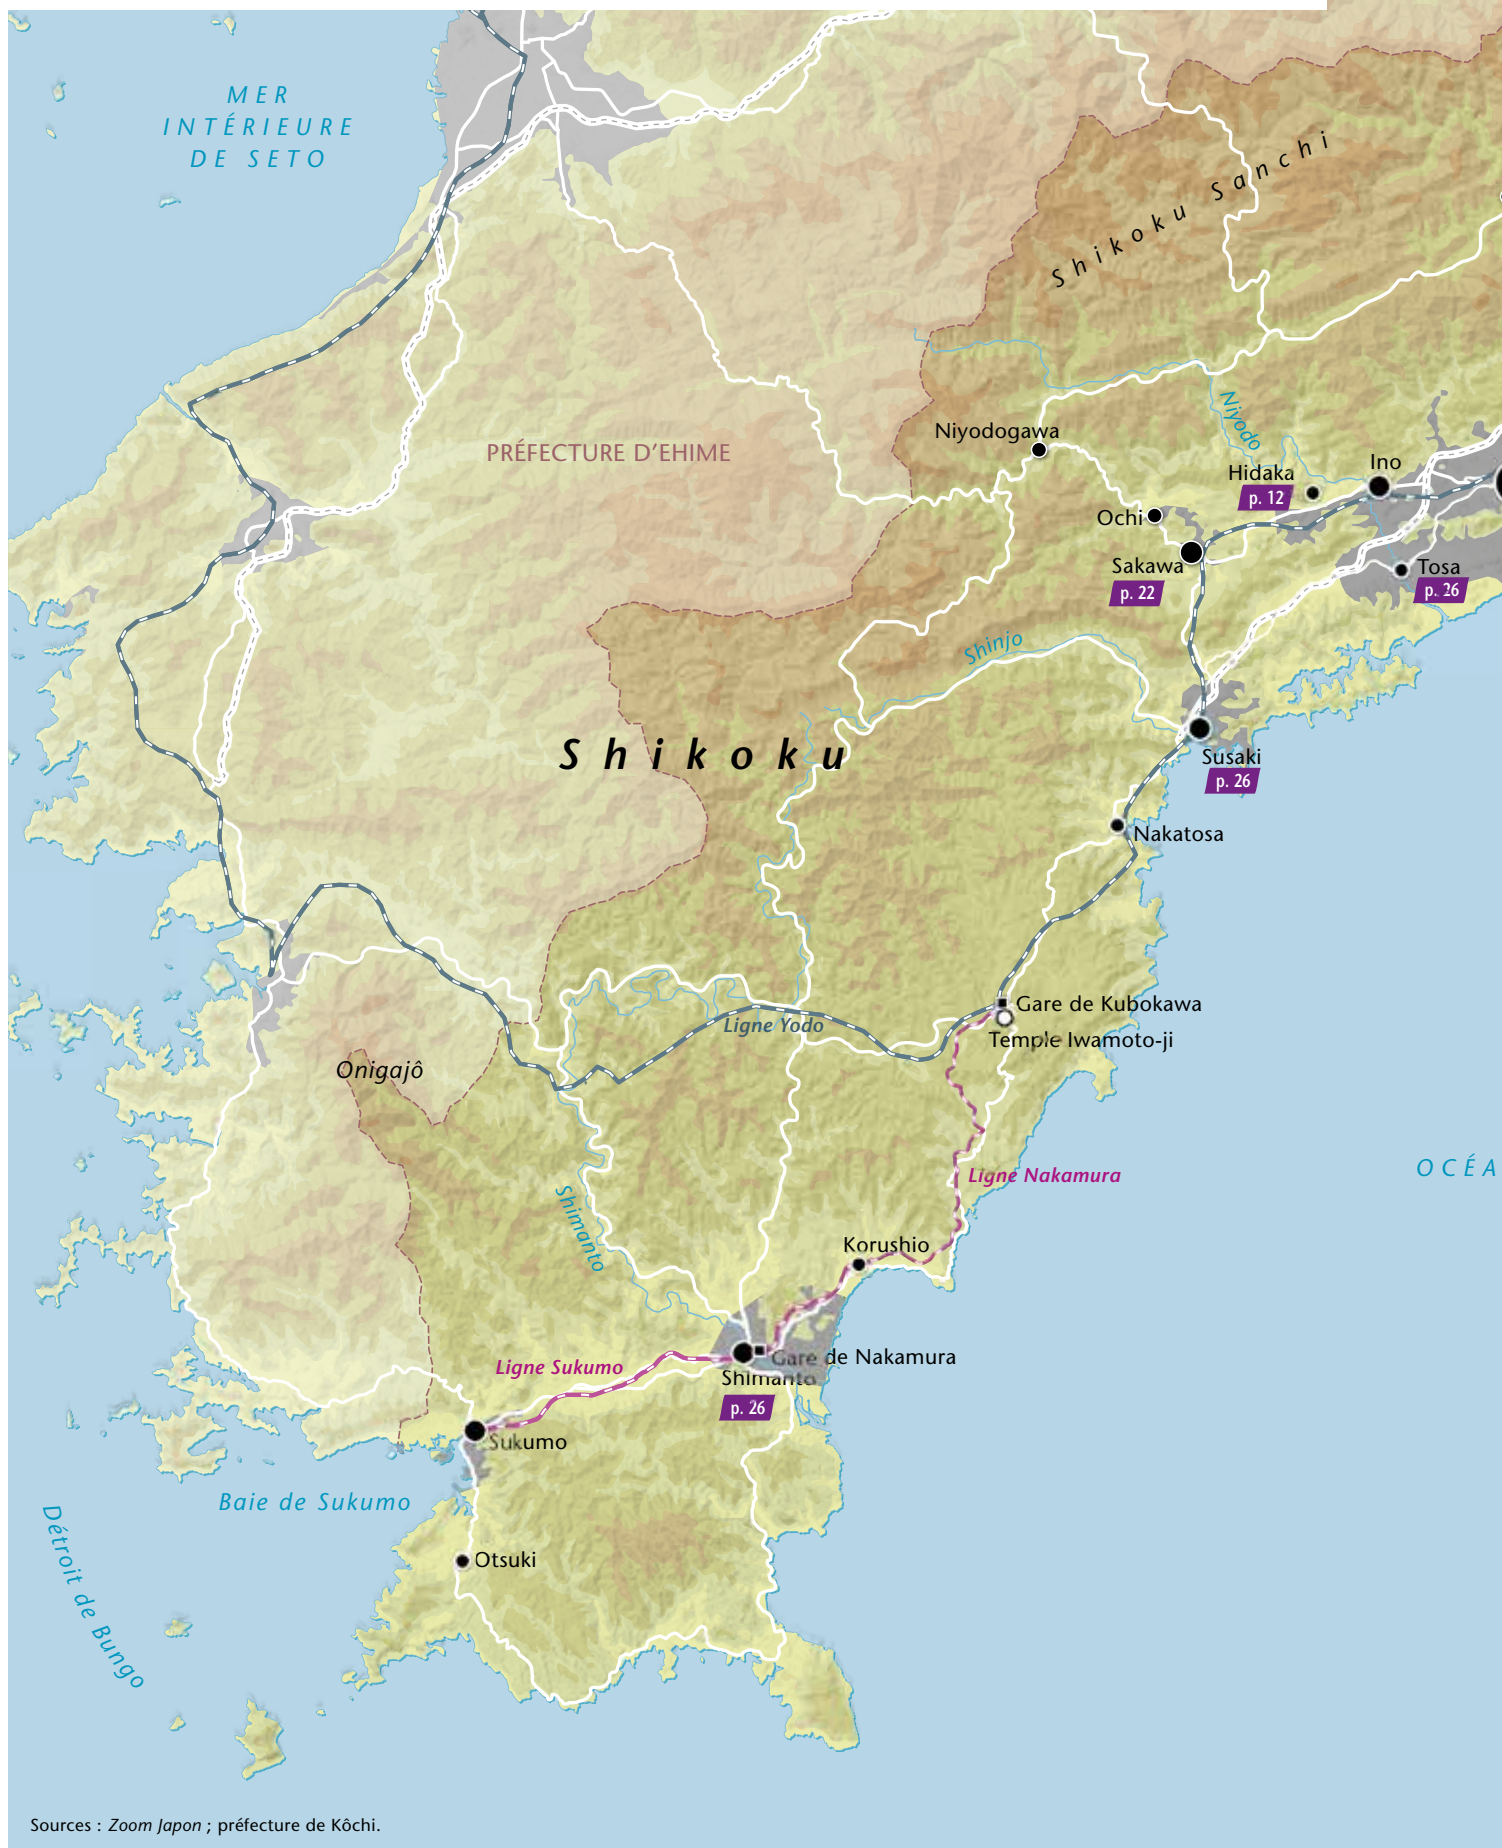 MER
INTÉRIEURE
DE SETO
Shikoku Sanchi
PRÉFECTURE D'EHIME
Niyodogawa
Niyodo
Hidaka
p. 12
Ino
Ochi
Sakawa
p. 22
Tosa
p. 26
Shinjo
Shikoku
Susaki
p. 26
Nakatosa
Gare de Kubokawa
Ligne Yodo
Temple Iwamoto-ji
Onigajô
Ligne Nakamura
OCÉA
Shimanto
Korushio
Gare de Nakamura
Ligne Sukumo
Shimanto
p. 26
Sukumo
Baie de Sukumo
Détroit de Bungo
Otsuki
Sources : Zoom Japon ; préfecture de Kôchi.